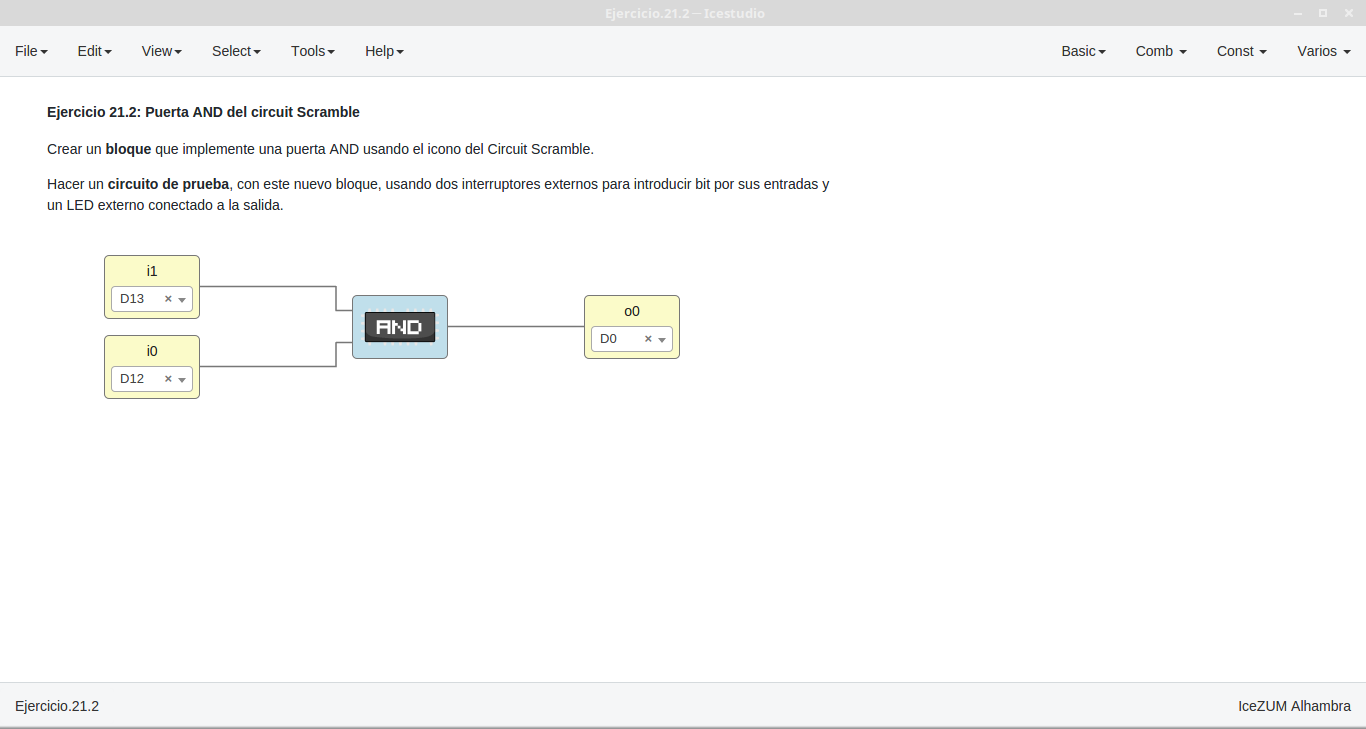 Ejercicio.21.2 – Icestudio
File Edit View Select Tools Help Basic Comb Const Varios
Ejercicio 21.2: Puerta AND del circuit Scramble
Crear un bloque que implemente una puerta AND usando el icono del Circuit Scramble.
Hacer un circuito de prueba, con este nuevo bloque, usando dos interruptores externos para introducir bit por sus entradas y
un LED externo conectado a la salida.
i1
D13 ×
i0
D12 ×
AND
o0
D0 ×
Ejercicio.21.2
IceZUM Alhambra